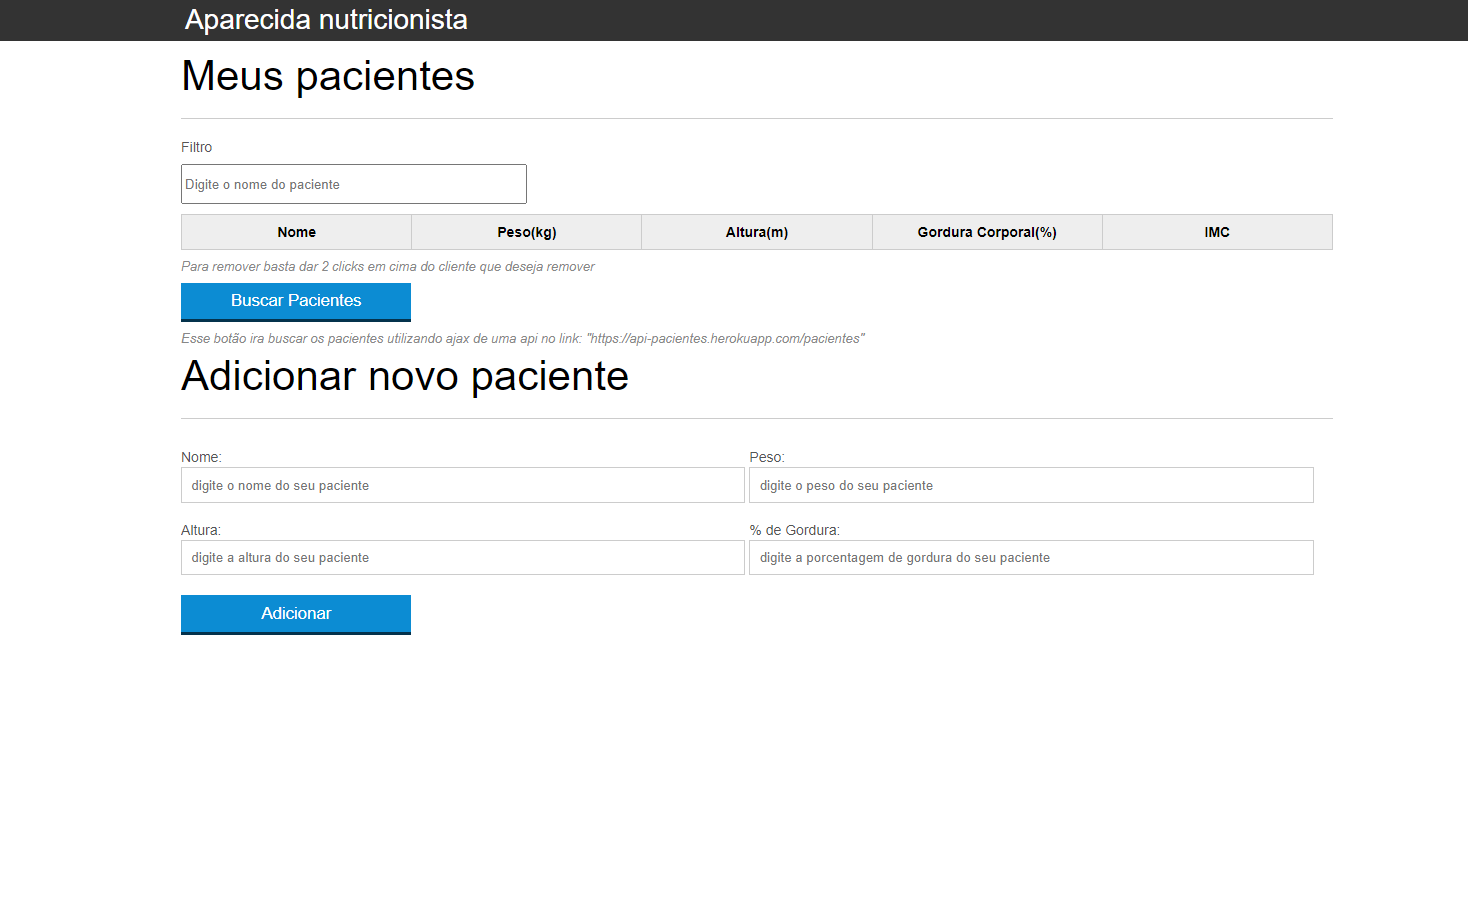 Aparecida nutricionista
Meus pacientes
Filtro
Digite o nome do paciente
Nome Peso(kg) Altura(m) Gordura Corporal(%) IMC
Para remover basta dar 2 clicks em cima do cliente que deseja remover
Buscar Pacientes
Esse botão ira buscar os pacientes utilizando ajax de uma api no link: "https://api-pacientes.herokuapp.com/pacientes"
Adicionar novo paciente
Nome: Peso:
digite o nome do seu paciente digite o peso do seu paciente
Altura: % de Gordura:
digite a altura do seu paciente digite a porcentagem de gordura do seu paciente
Adicionar